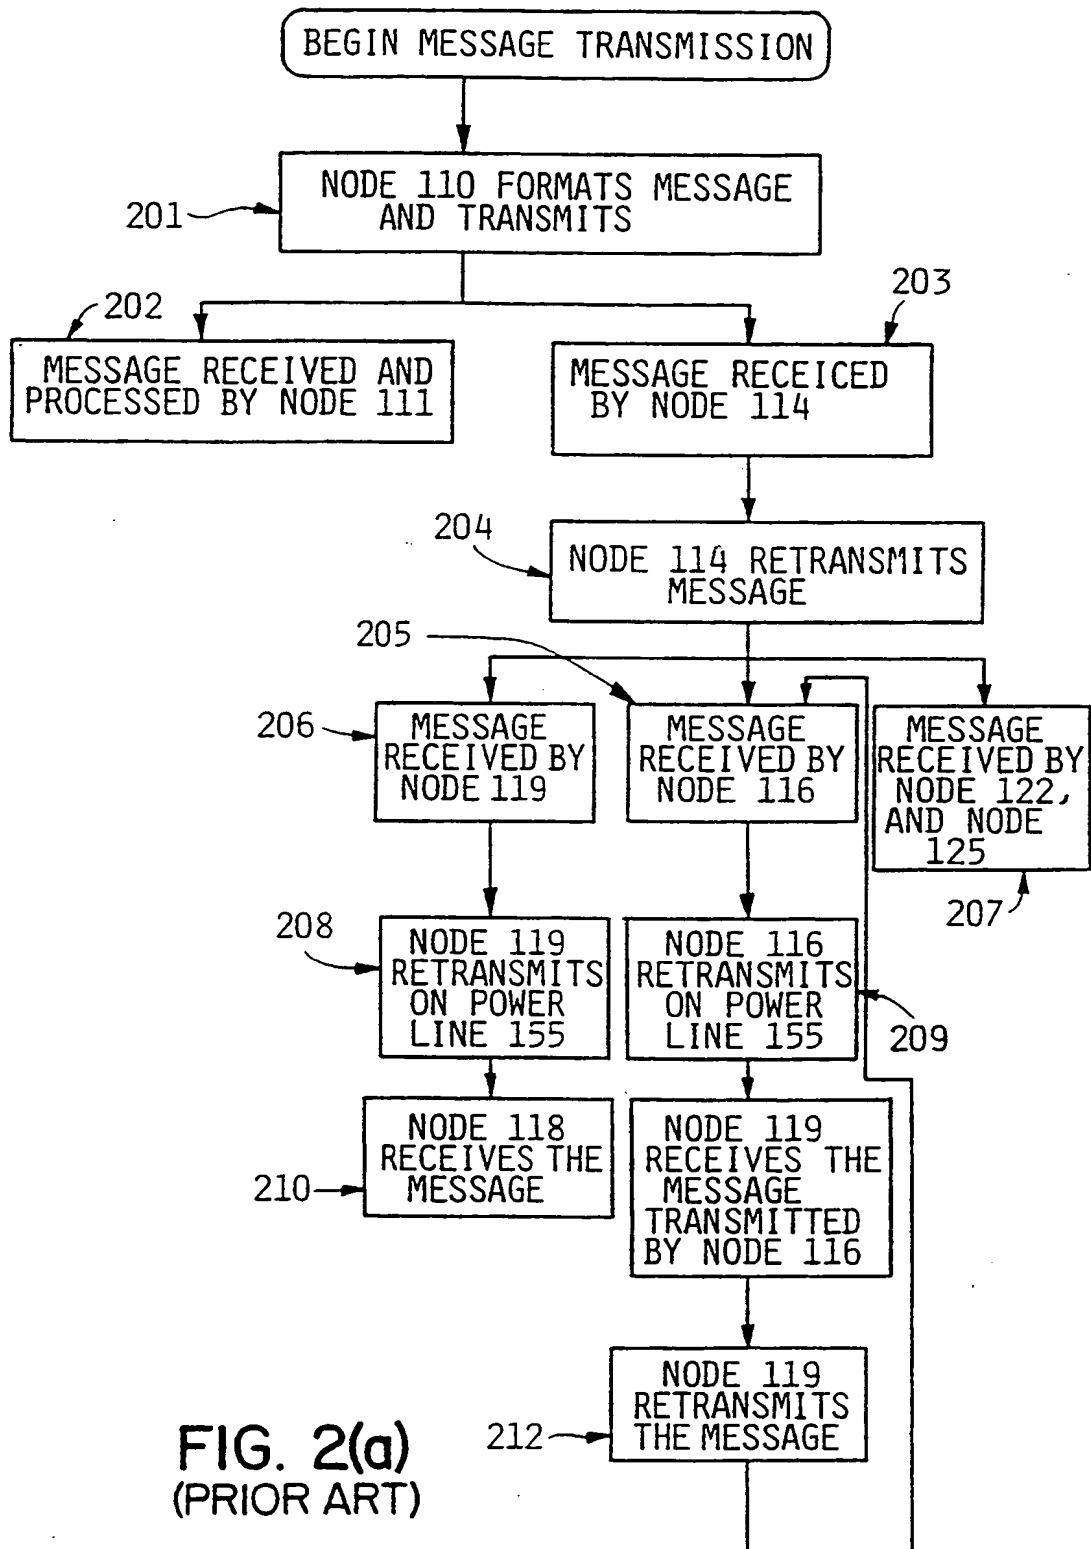 BEGIN MESSAGE TRANSMISSION
NODE 110 FORMATS MESSAGE
AND TRANSMITS
201
202
203
MESSAGE RECEIVED AND
PROCESSED BY NODE 111
MESSAGE RECEICED
BY NODE 114
204
NODE 114 RETRANSMITS
MESSAGE
205
206
MESSAGE
RECEIVED BY
NODE 119
MESSAGE
RECEIVED BY
NODE 116
MESSAGE
RECEIVED BY
NODE 122,
AND NODE
125
207
208
NODE 119
RETRANSMITS
ON POWER
LINE 155
NODE 116
RETRANSMITS
ON POWER
LINE 155
209
NODE 118
RECEIVES THE
MESSAGE
210
NODE 119
RECEIVES THE
MESSAGE
TRANSMITTED
BY NODE 116
NODE 119
RETRANSMITS
THE MESSAGE
212
FIG. 2(a)
(PRIOR ART)